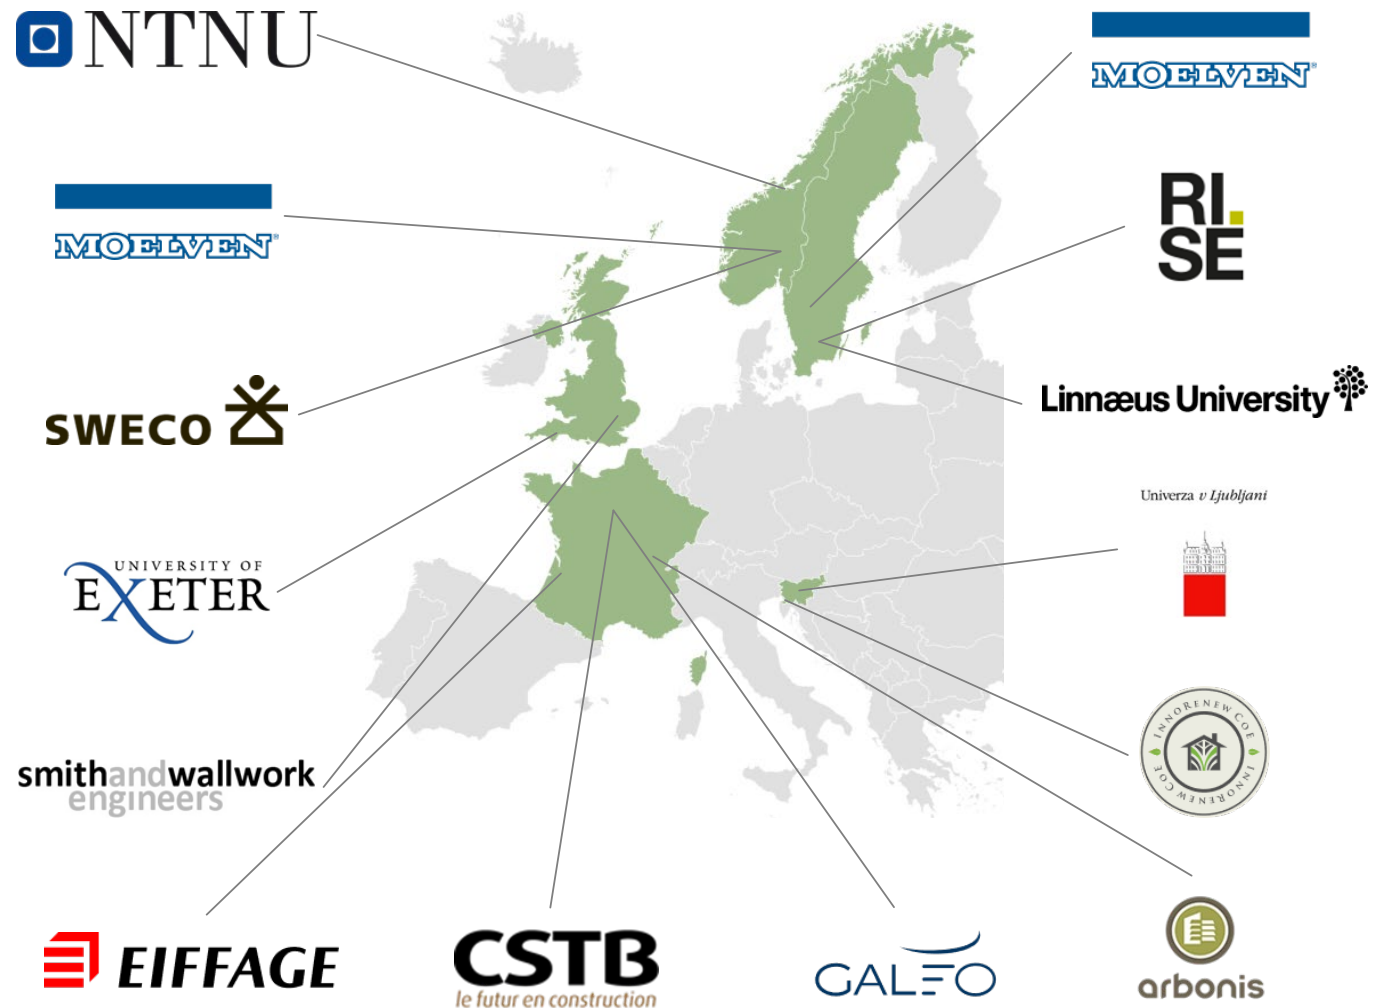 NTNU
MOELVEN®
MOELVEN®
RI.
SE
SWECO
Linnæus University
Univerza v Ljubljani
UNIVERSITY OF
EXETER
INNORENEW COE
INNORENEW COE
smithandwallwork
engineers
EIFFAGE
CSTB
le futur en construction
GALEO
arbonis